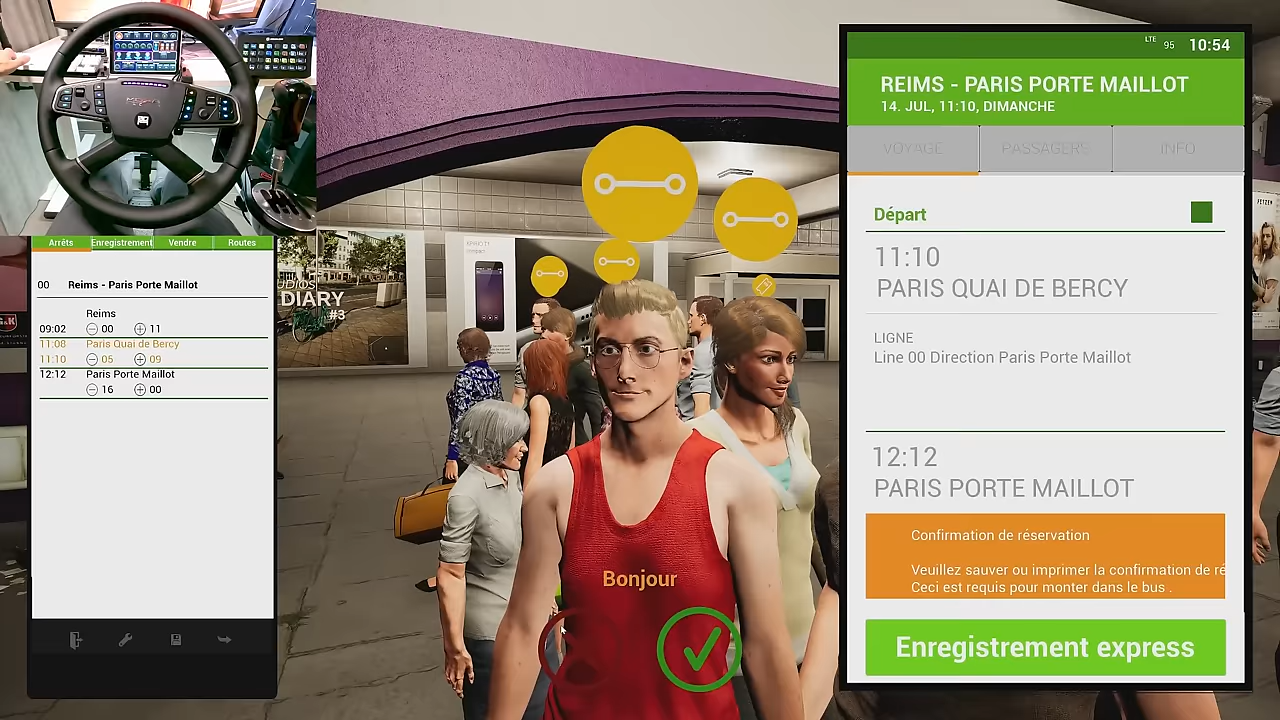 Arrêts Enregistrement Vendre Routes
00 Reims - Paris Porte Maillot
Reims
09:02 00 11
11:08 Paris Quai de Bercy
11:10 05 09
12:12 Paris Porte Maillot
16 00
DIARY
#3
Bonjour
LTE 95 10:54
REIMS - PARIS PORTE MAILLOT
14. JUL, 11:10, DIMANCHE
VOYAGE PASSAGERS INFO
Départ
11:10
PARIS QUAI DE BERCY
LIGNE
Line 00 Direction Paris Porte Maillot
12:12
PARIS PORTE MAILLOT
Confirmation de réservation
Veuillez sauver ou imprimer la confirmation de ré
Ceci est requis pour monter dans le bus .
Enregistrement express